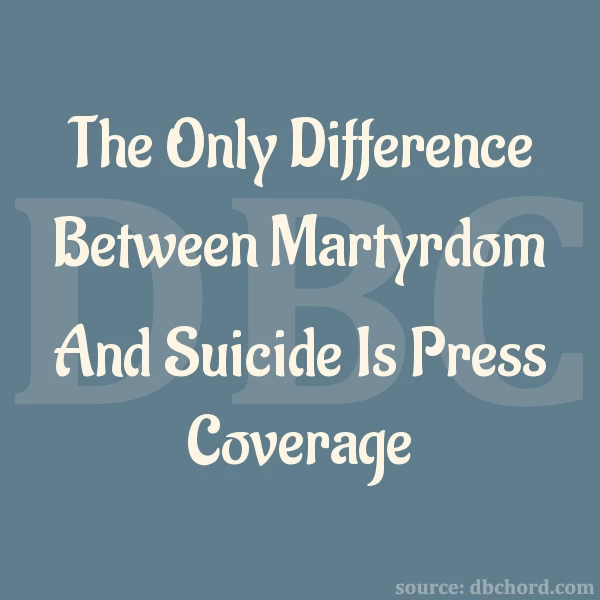 The Only Difference
Between Martyrdom
And Suicide Is Press
Coverage
DBC
source: dbchord.com